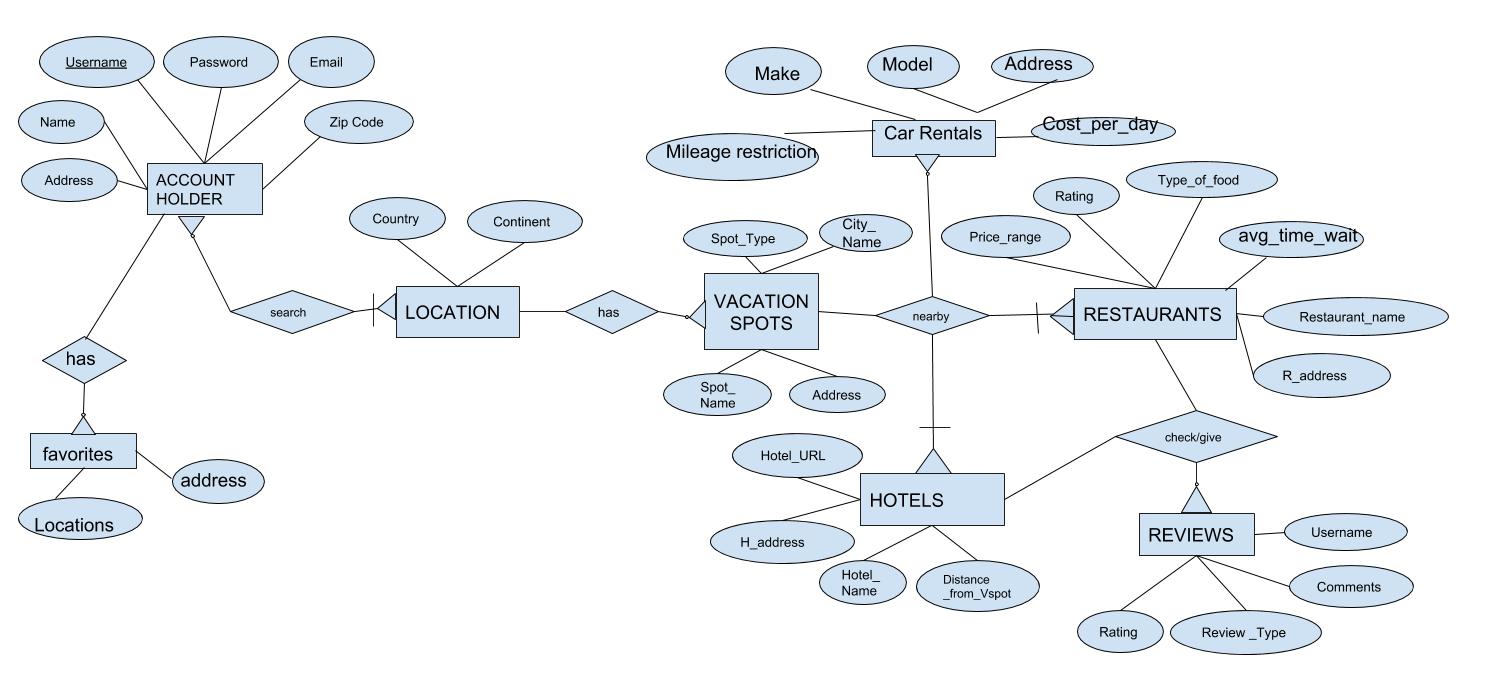 Username
Password
Email
Name
Zip Code
Address
ACCOUNT
HOLDER
Make
Model
Address
Mileage restriction
Car Rentals
Cost_per_day
Country
Continent
Spot_Type
City_
Name
Price_range
Rating
Type_of_food
avg_time_wait
search
LOCATION
has
VACATION
SPOTS
nearby
RESTAURANTS
Restaurant_name
R_address
has
Spot_
Name
Address
favorites
address
Locations
Hotel_URL
HOTELS
H_address
Hotel_
Name
Distance
_from_Vspot
check/give
REVIEWS
Username
Comments
Rating
Review _Type